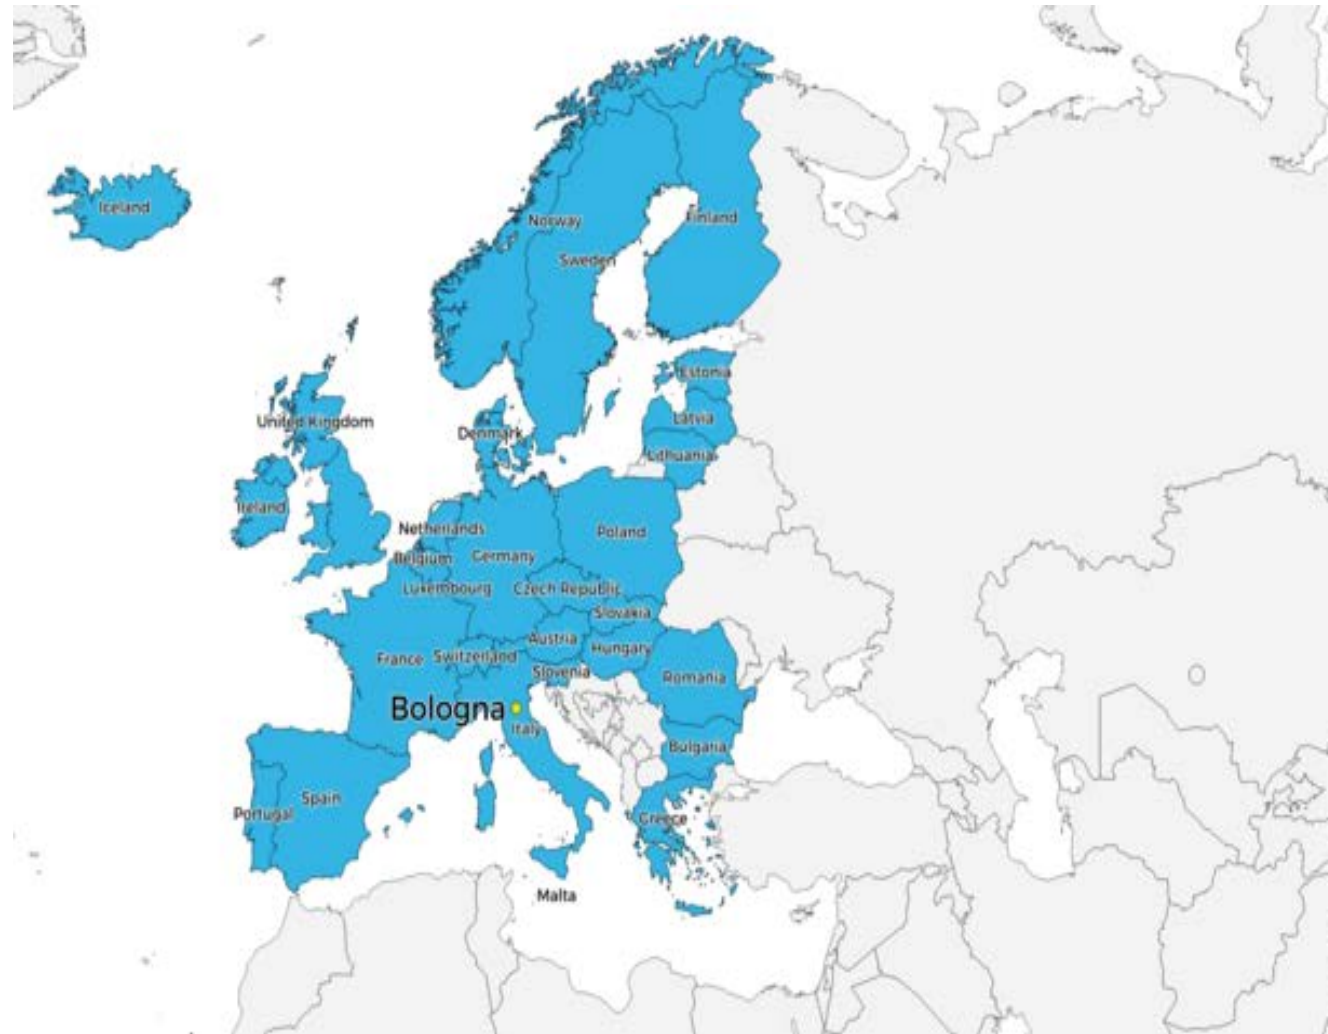 Iceland
Norway
Finland
Sweden
Estonia
United Kingdom
Latvia
Denmark
Lithuania
Ireland
Netherlands
Poland
Belgium
Germany
Luxembourg
Czech Republic
Slovakia
Austria
Hungary
France
Switzerland
Slovenia
Romania
Bologna
Italy
Bulgaria
Spain
Portugal
Greece
Malta